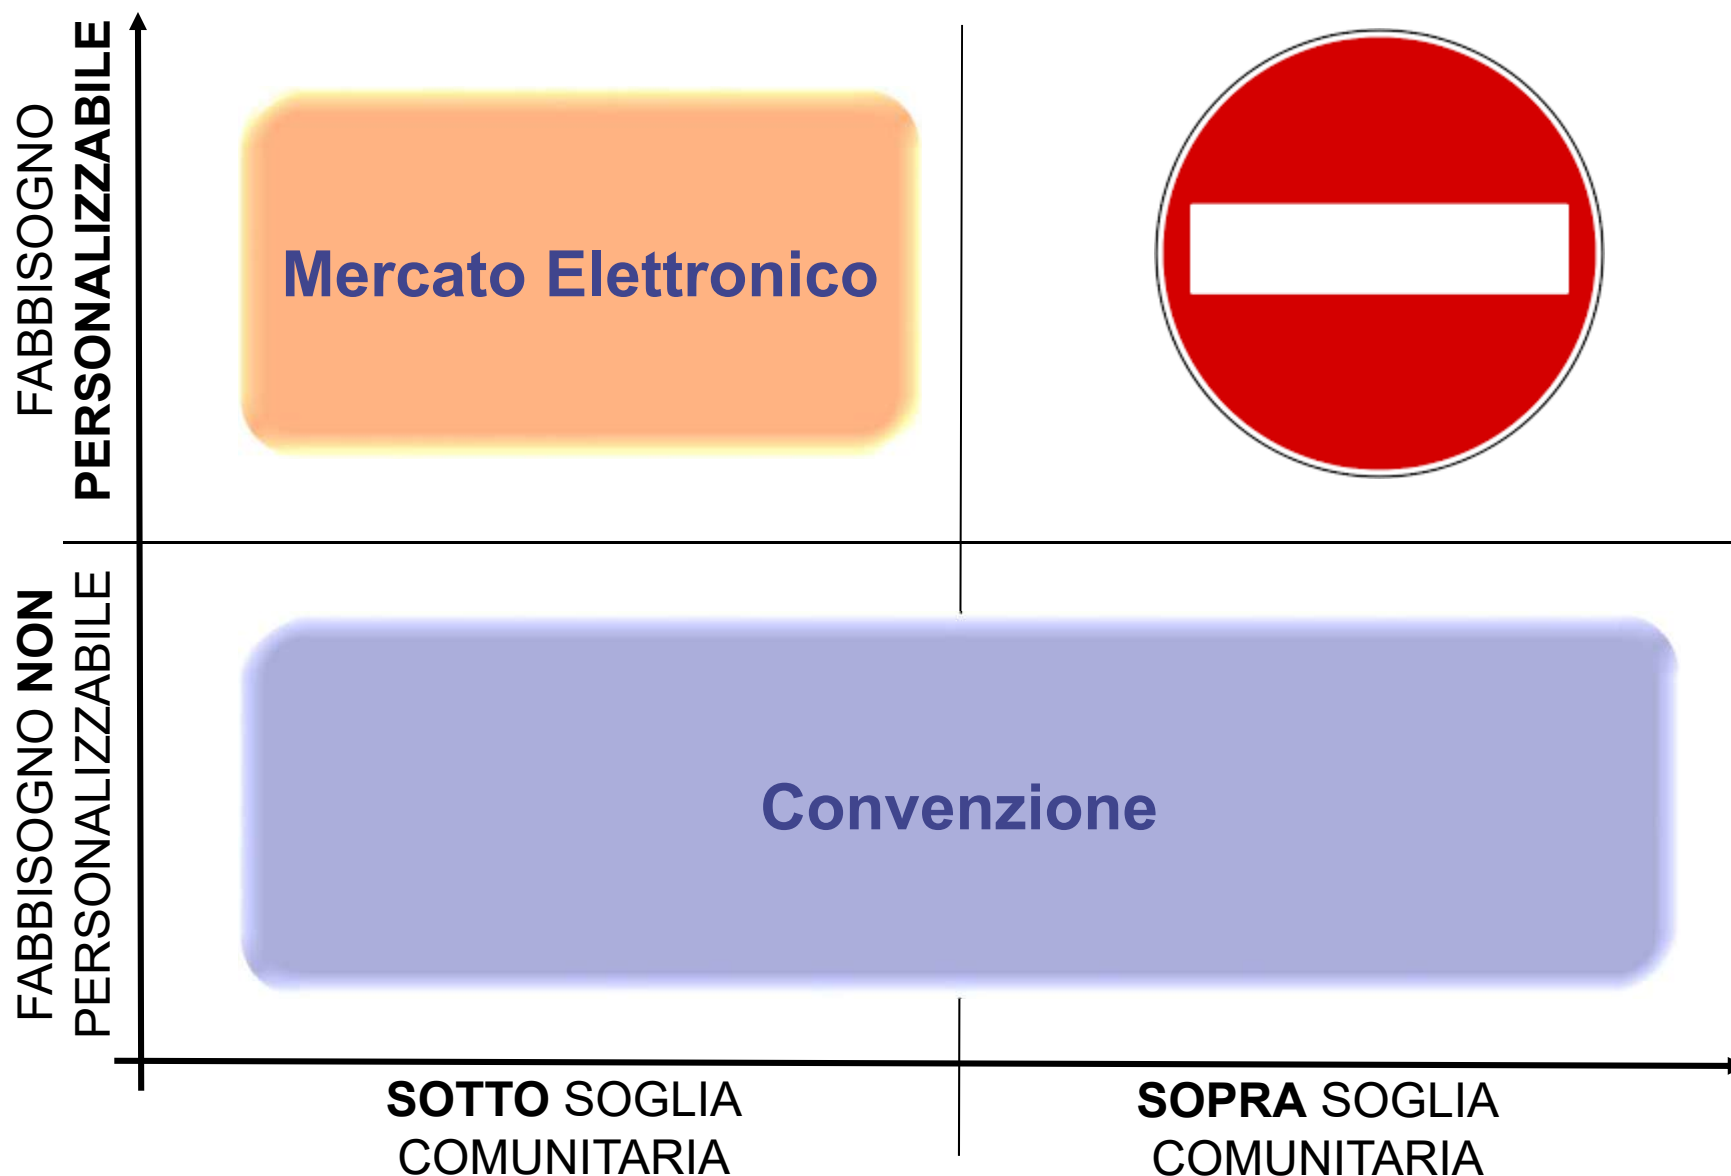 FABBISOGNO
PERSONALIZZABILE
Mercato Elettronico
FABBISOGNO NON
PERSONALIZZABILE
Convenzione
SOTTO SOGLIA
COMUNITARIA
SOPRA SOGLIA
COMUNITARIA